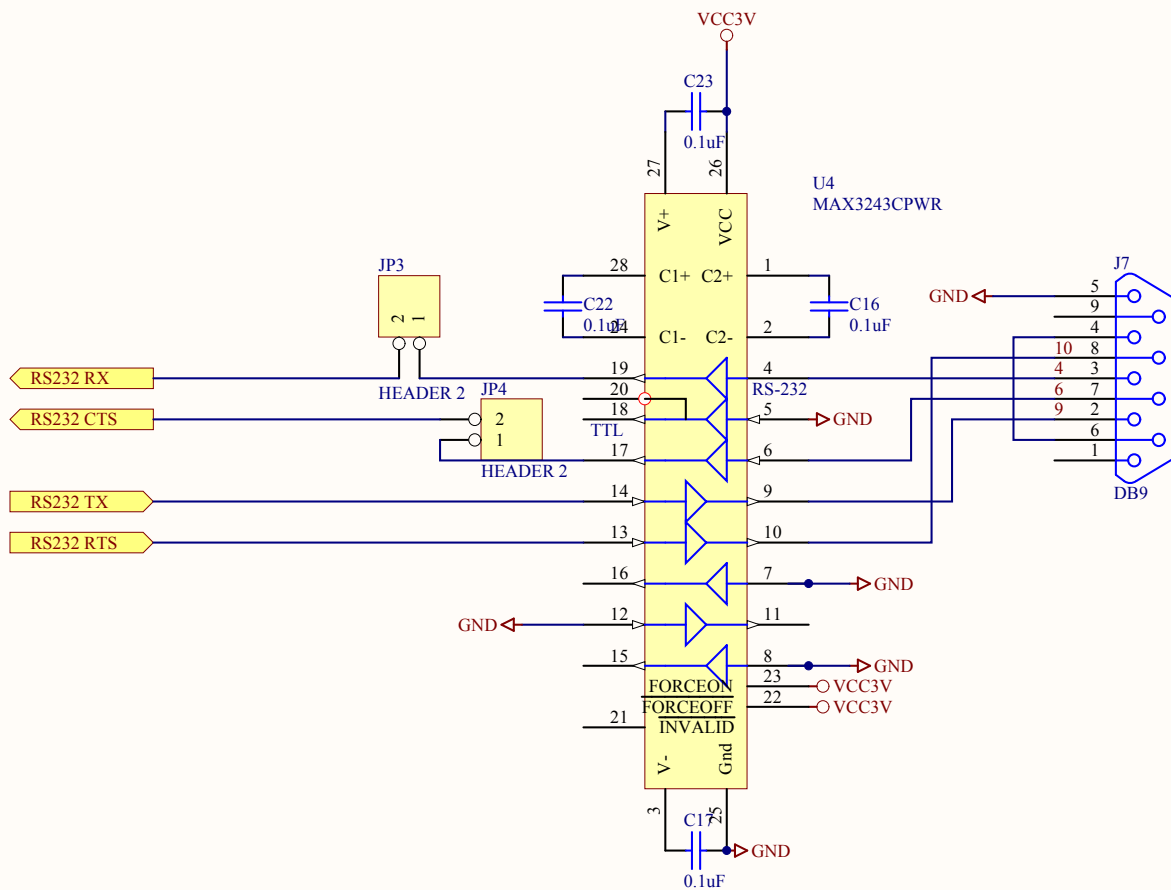 VCC3V
C23
0.1uF
27
26
U4
MAX3243CPWR
V+
VCC
JP3
2
1
HEADER 2
28
C1+
C2+
1
C22
0.1uF
24
C1-
C2-
2
C16
0.1uF
J7
GND
5
9
4
10
8
4
3
6
7
9
2
6
1
DB9
RS232 RX
19
4
RS-232
20
RS232 CTS
JP4
2
1
HEADER 2
18
TTL
5
GND
17
6
RS232 TX
14
9
RS232 RTS
13
10
16
7
GND
GND
12
11
15
8
GND
FORCEON
23
VCC3V
FORCEOFF
22
VCC3V
21
INVALID
V-
Gnd
3
25
C17
0.1uF
GND